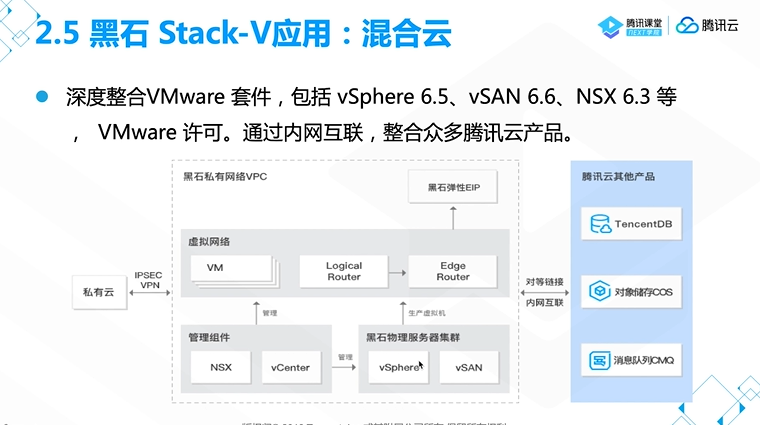 2.5 黑石 Stack-V应用：混合云
腾讯课堂
NEXT学院
腾讯云
深度整合VMware 套件，包括 vSphere 6.5、vSAN 6.6、NSX 6.3 等
， VMware 许可。通过内网互联，整合众多腾讯云产品。
黑石私有网络VPC
黑石弹性EIP
虚拟网络
VM
Logical
Router
Edge
Router
私有云
IPSEC
VPN
管理
生产虚拟机
管理组件
NSX
vCenter
管理
黑石物理服务器集群
vSphere
vSAN
对等链接
内网互联
腾讯云其他产品
TencentDB
对象储存COS
消息队列CMQ